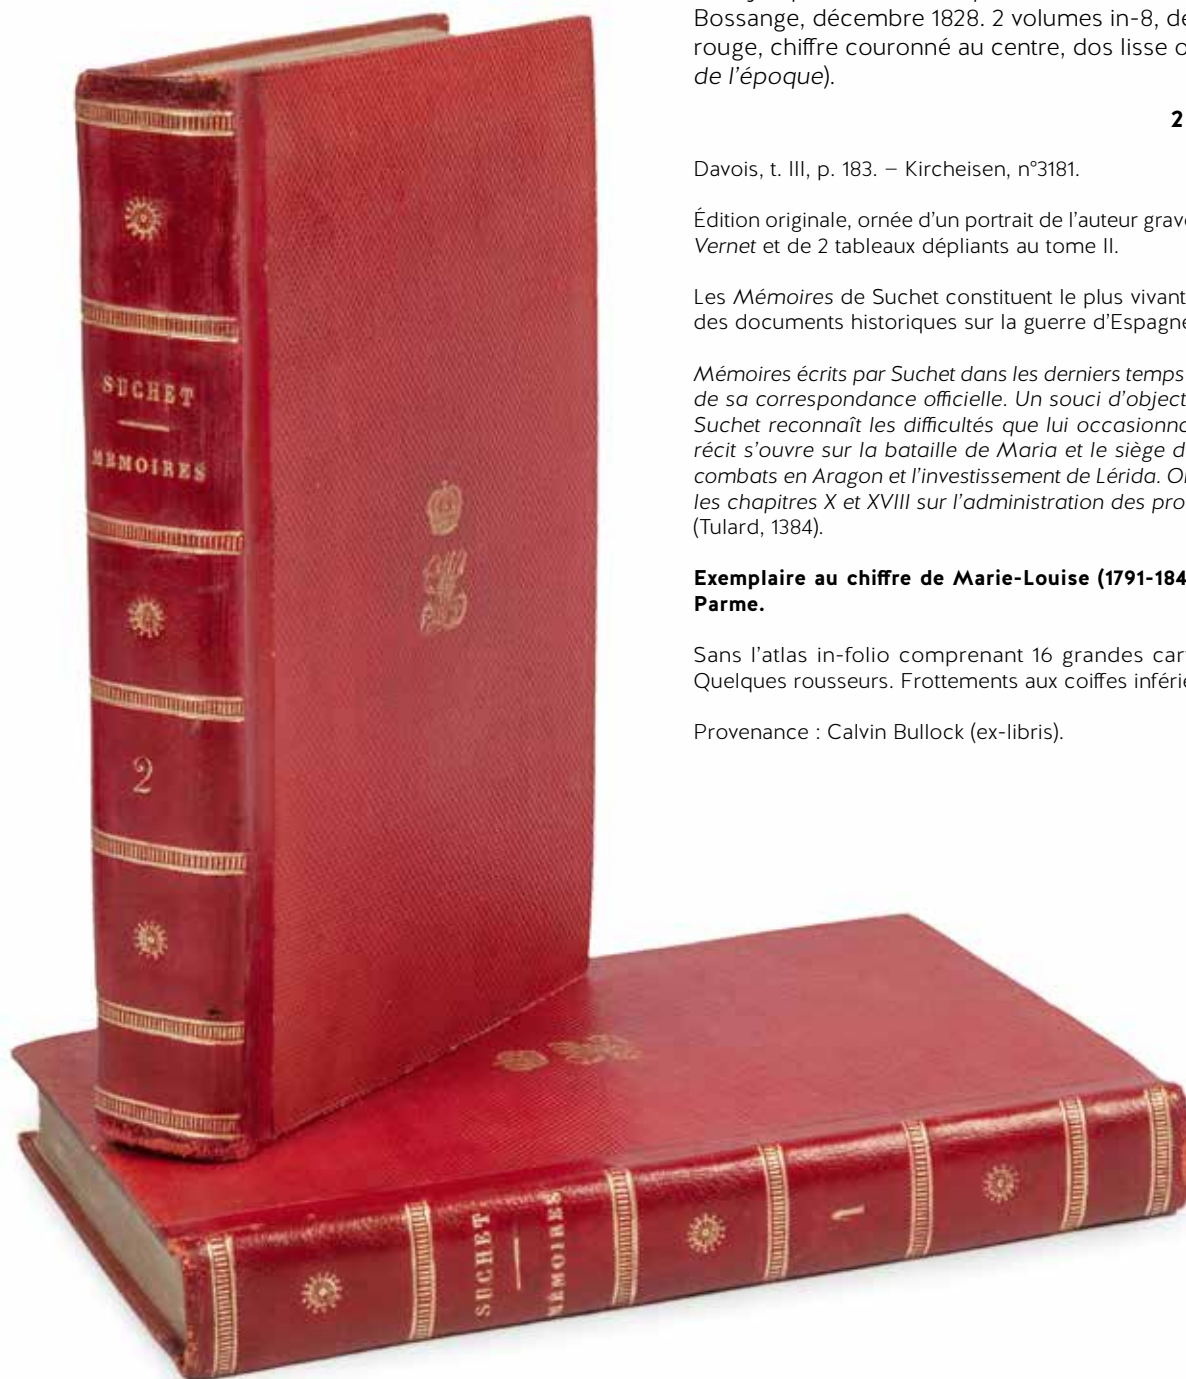 Bossange, décembre 1828. 2 volumes in-8, de
rouge, chiffre couronné au centre, dos lisse o
de l’époque).
2
Davois, t. III, p. 183. – Kircheisen, n°3181.
Édition originale, ornée d’un portrait de l’auteur gravé
Vernet et de 2 tableaux dépliants au tome II.
Les Mémoires de Suchet constituent le plus vivant
des documents historiques sur la guerre d’Espagne
Mémoires écrits par Suchet dans les derniers temps
de sa correspondance officielle. Un souci d’object
Suchet reconnaît les difficultés que lui occasionna
récit s’ouvre sur la bataille de Maria et le siège d
combats en Aragon et l’investissement de Lérida. O
les chapitres X et XVIII sur l’administration des pro
(Tulard, 1384).
Exemplaire au chiffre de Marie-Louise (1791-184
Parme.
Sans l’atlas in-folio comprenant 16 grandes car
Quelques rousseurs. Frottements aux coiffes inférie
Provenance : Calvin Bullock (ex-libris).
SUCHET
MÉMOIRES
2
SUCHET
MÉMOIRES
1